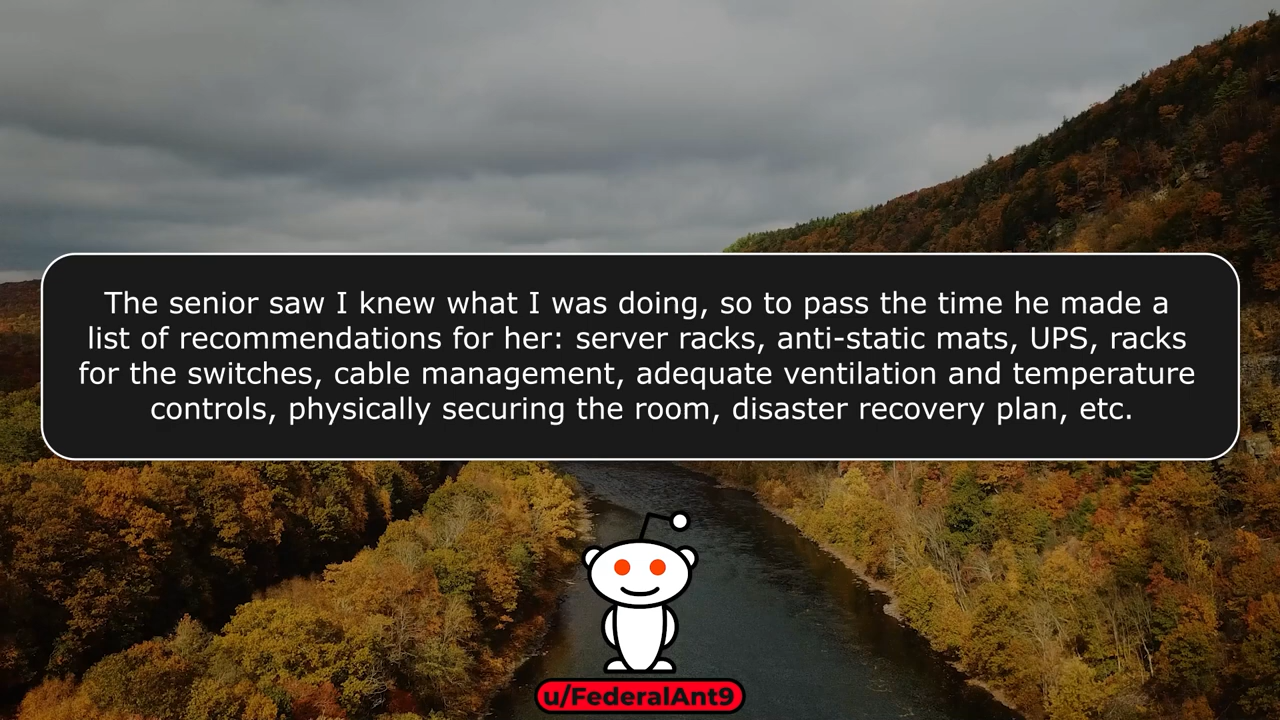 The senior saw I knew what I was doing, so to pass the time he made a
list of recommendations for her: server racks, anti-static mats, UPS, racks
for the switches, cable management, adequate ventilation and temperature
controls, physically securing the room, disaster recovery plan, etc.
u/FederalAnt9